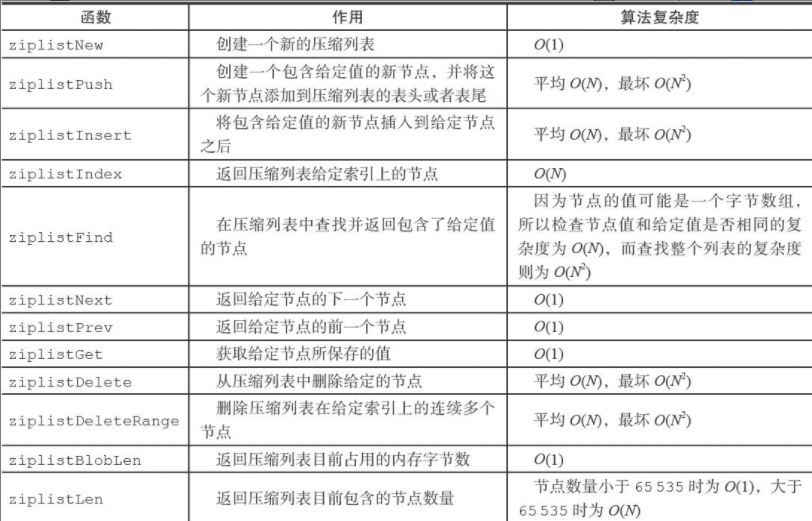 函数 作用 算法复杂度
ziplistNew 创建一个新的压缩列表 O(1)
ziplistPush 创建一个包含给定值的新节点，并将这
个新节点添加到压缩列表的表头或者表尾 平均 O(N)，最坏 O(N²)
ziplistInsert 将包含给定值的新节点插入到给定节点
之后 平均 O(N)，最坏 O(N²)
ziplistIndex 返回压缩列表给定索引上的节点 O(N)
ziplistFind 在压缩列表中查找并返回包含了给定值
的节点
因为节点的值可能是一个字节数组，
所以检查节点值和给定值是否相同的复
杂度为 O(N)，而查找整个列表的复杂度
则为 O(N²)
ziplistNext 返回给定节点的下一个节点 O(1)
ziplistPrev 返回给定节点的前一个节点 O(1)
ziplistGet 获取给定节点所保存的值 O(1)
ziplistDelete 从压缩列表中删除给定的节点 平均 O(N)，最坏 O(N²)
ziplistDeleteRange 删除压缩列表在给定索引上的连续多个
节点 平均 O(N)，最坏 O(N²)
ziplistBlobLen 返回压缩列表目前占用的内存字节数 O(1)
ziplistLen 返回压缩列表目前包含的节点数量 节点数量小于 65 535 时为 O(1)，大于
65 535 时为 O(N)